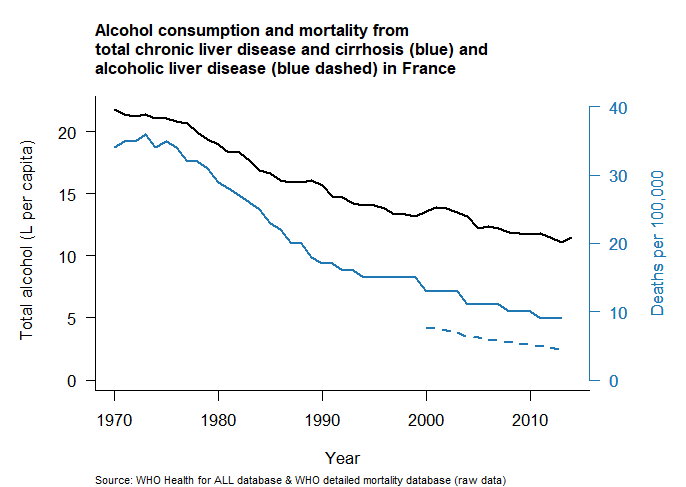 Alcohol consumption and mortality from
total chronic liver disease and cirrhosis (blue) and
alcoholic liver disease (blue dashed) in France
Total alcohol (L per capita)
20
15
10
5
0
40
30
20
10
0
Deaths per 100,000
1970 1980 1990 2000 2010
Year
Source: WHO Health for ALL database & WHO detailed mortality database (raw data)